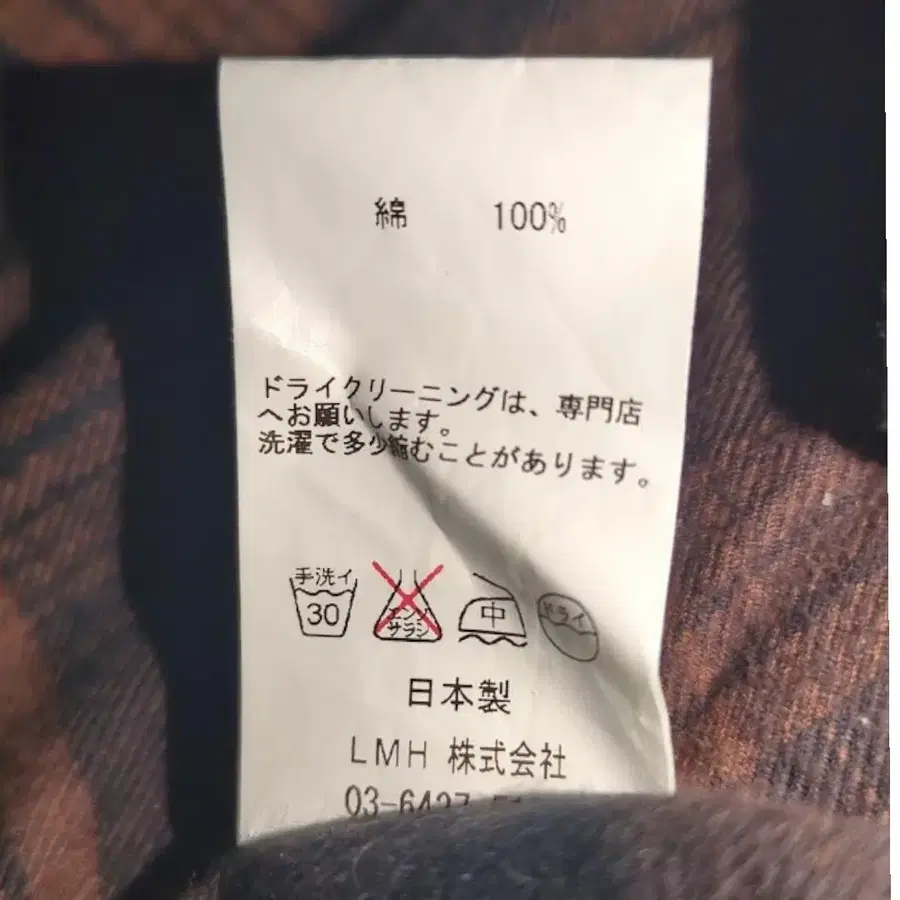 綿 100%
ドライクリーニングは、専門店
へお願いします。
洗濯で多少縮むことがあります。
手洗イ
30
エンソ
サラシ
中
ドライ
日本製
LMH 株式会社
03-6427